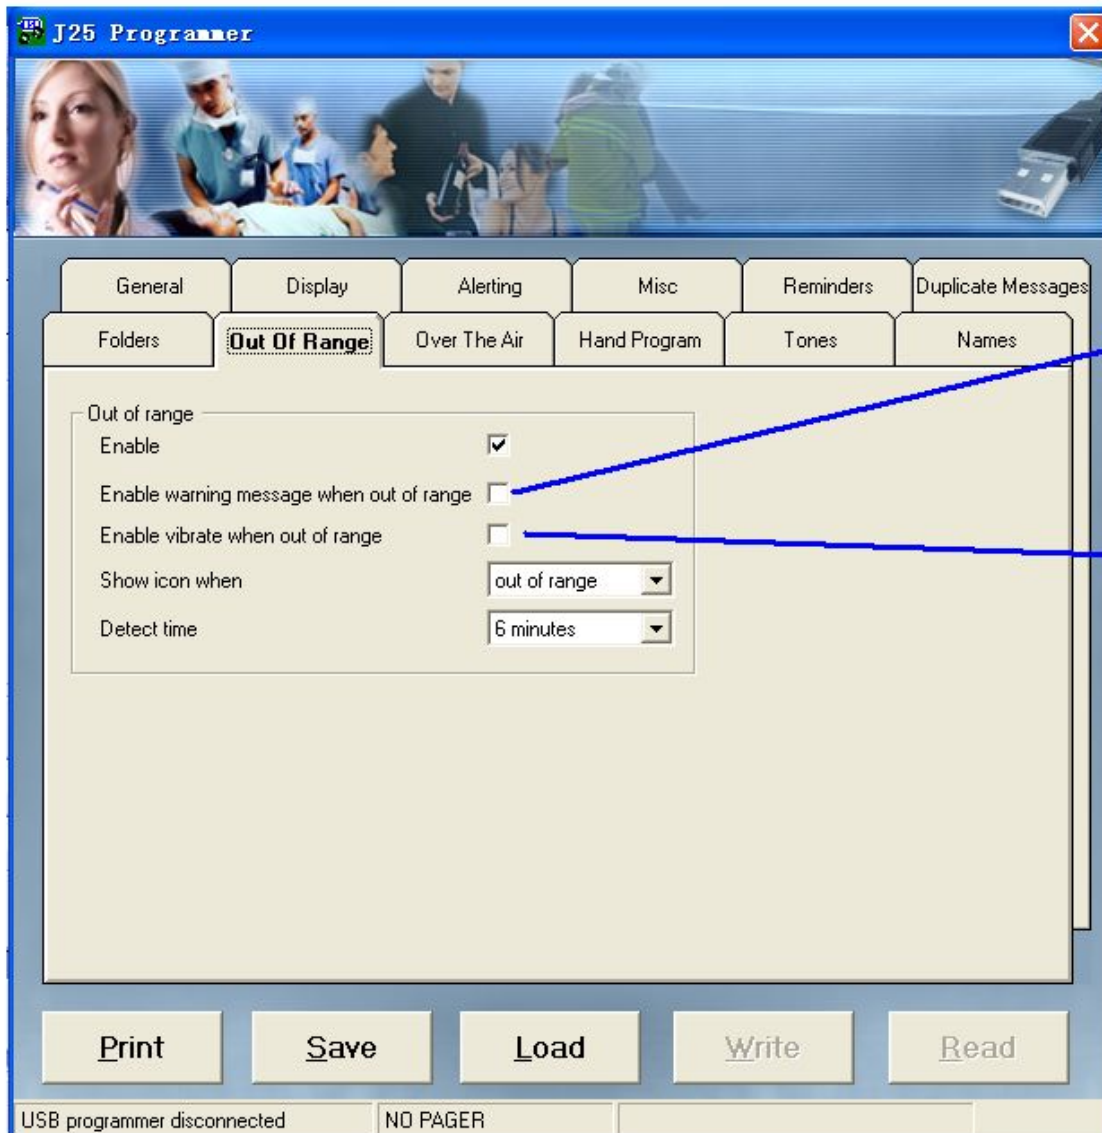 J25 Programmer
General Display Alerting Misc Reminders Duplicate Messages
Folders Out Of Range Over The Air Hand Program Tones Names
Out of range
Enable
Enable warning message when out of range
Enable vibrate when out of range
Show icon when out of range
Detect time 6 minutes
Print Save Load Write Read
USB programmer disconnected NO PAGER